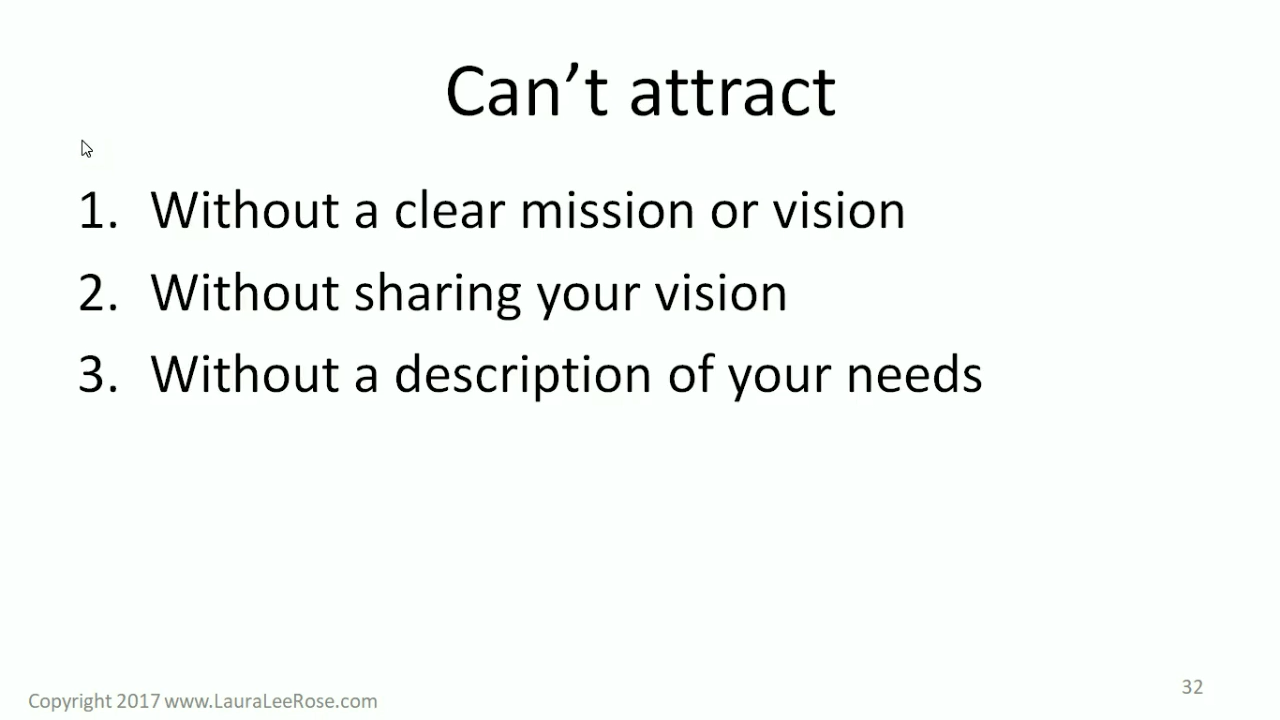 Can’t attract
1. Without a clear mission or vision
2. Without sharing your vision
3. Without a description of your needs
Copyright 2017 www.LauraLeeRose.com
32